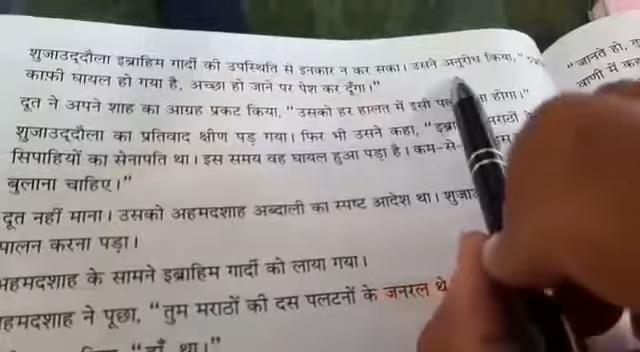 शुजाउद्दौला इब्राहिम गार्दी की उपस्थिति से इनकार न कर सका। उसने अनुरोध किया, "
काफ़ी घायल हो गया है, अच्छा हो जाने पर पेश कर दूँगा।"
दूत ने अपने शाह का आग्रह प्रकट किया, "उसको हर हालत में इसी होगा।"
शुजाउद्दौला का प्रतिवाद क्षीण पड़ गया। फिर भी उसने कहा, "
सिपाहियों का सेनापति था। इस समय वह घायल हुआ पड़ा है। कम-से-
बुलाना चाहिए।"
दूत नहीं माना। उसको अहमदशाह अब्दाली का स्पष्ट आदेश था।
पालन करना पड़ा।
अहमदशाह के सामने इब्राहिम गार्दी को लाया गया।
अहमदशाह ने पूछा, "तुम मराठों की दस पलटनों के जनरल थे
"हाँ, था।"
"जानते हो,
वाणी में